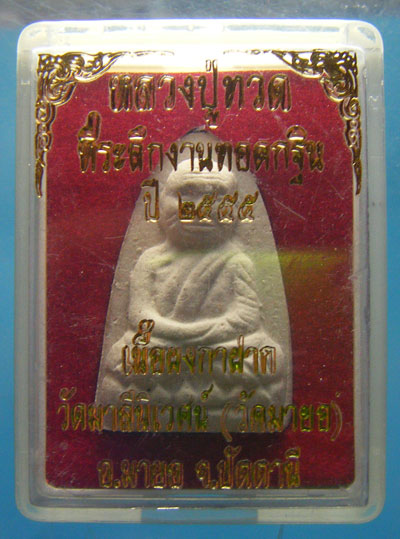 หลวงปู่ทวด
ที่ระลึกงานทอดกฐิน
ปี ๒๕๕๕
เนื้อผงกาฝาก
วัดมาลีนิเวศน์ (วัดมายอ)
อ.มายอ จ.ปัตตานี